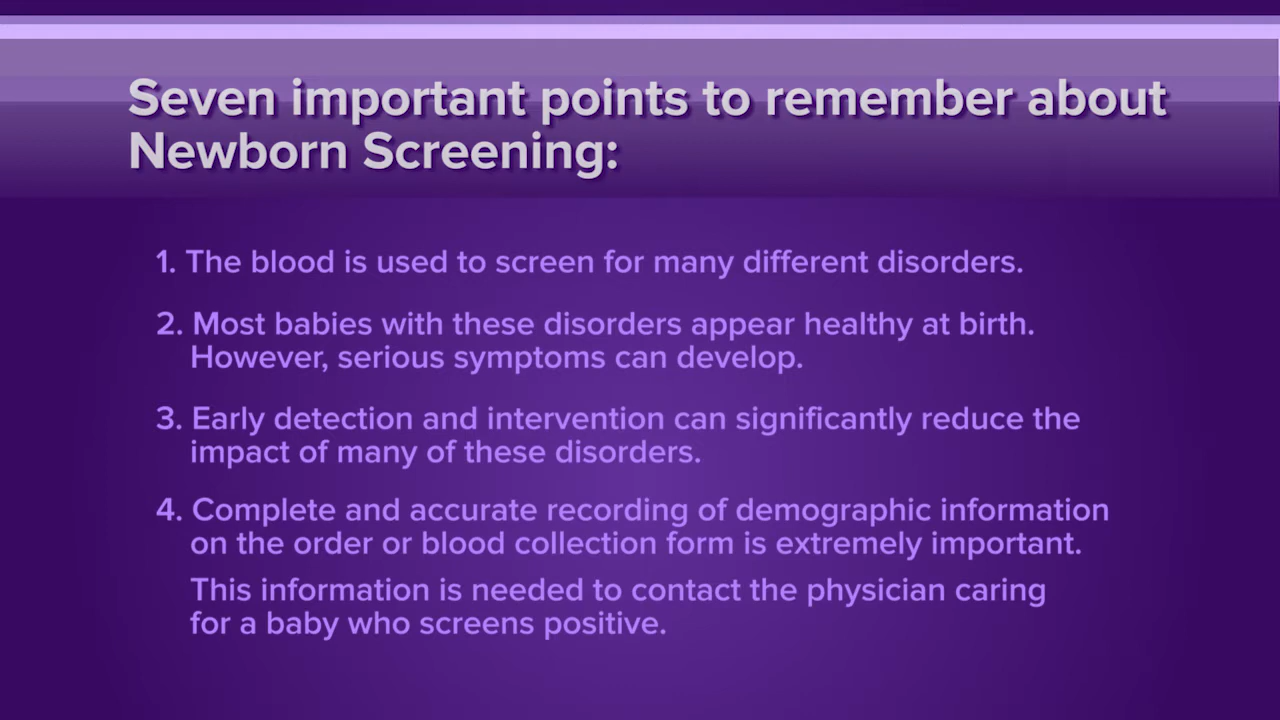 Seven important points to remember about
Newborn Screening:
1. The blood is used to screen for many different disorders.
2. Most babies with these disorders appear healthy at birth.
However, serious symptoms can develop.
3. Early detection and intervention can significantly reduce the
impact of many of these disorders.
4. Complete and accurate recording of demographic information
on the order or blood collection form is extremely important.
This information is needed to contact the physician caring
for a baby who screens positive.